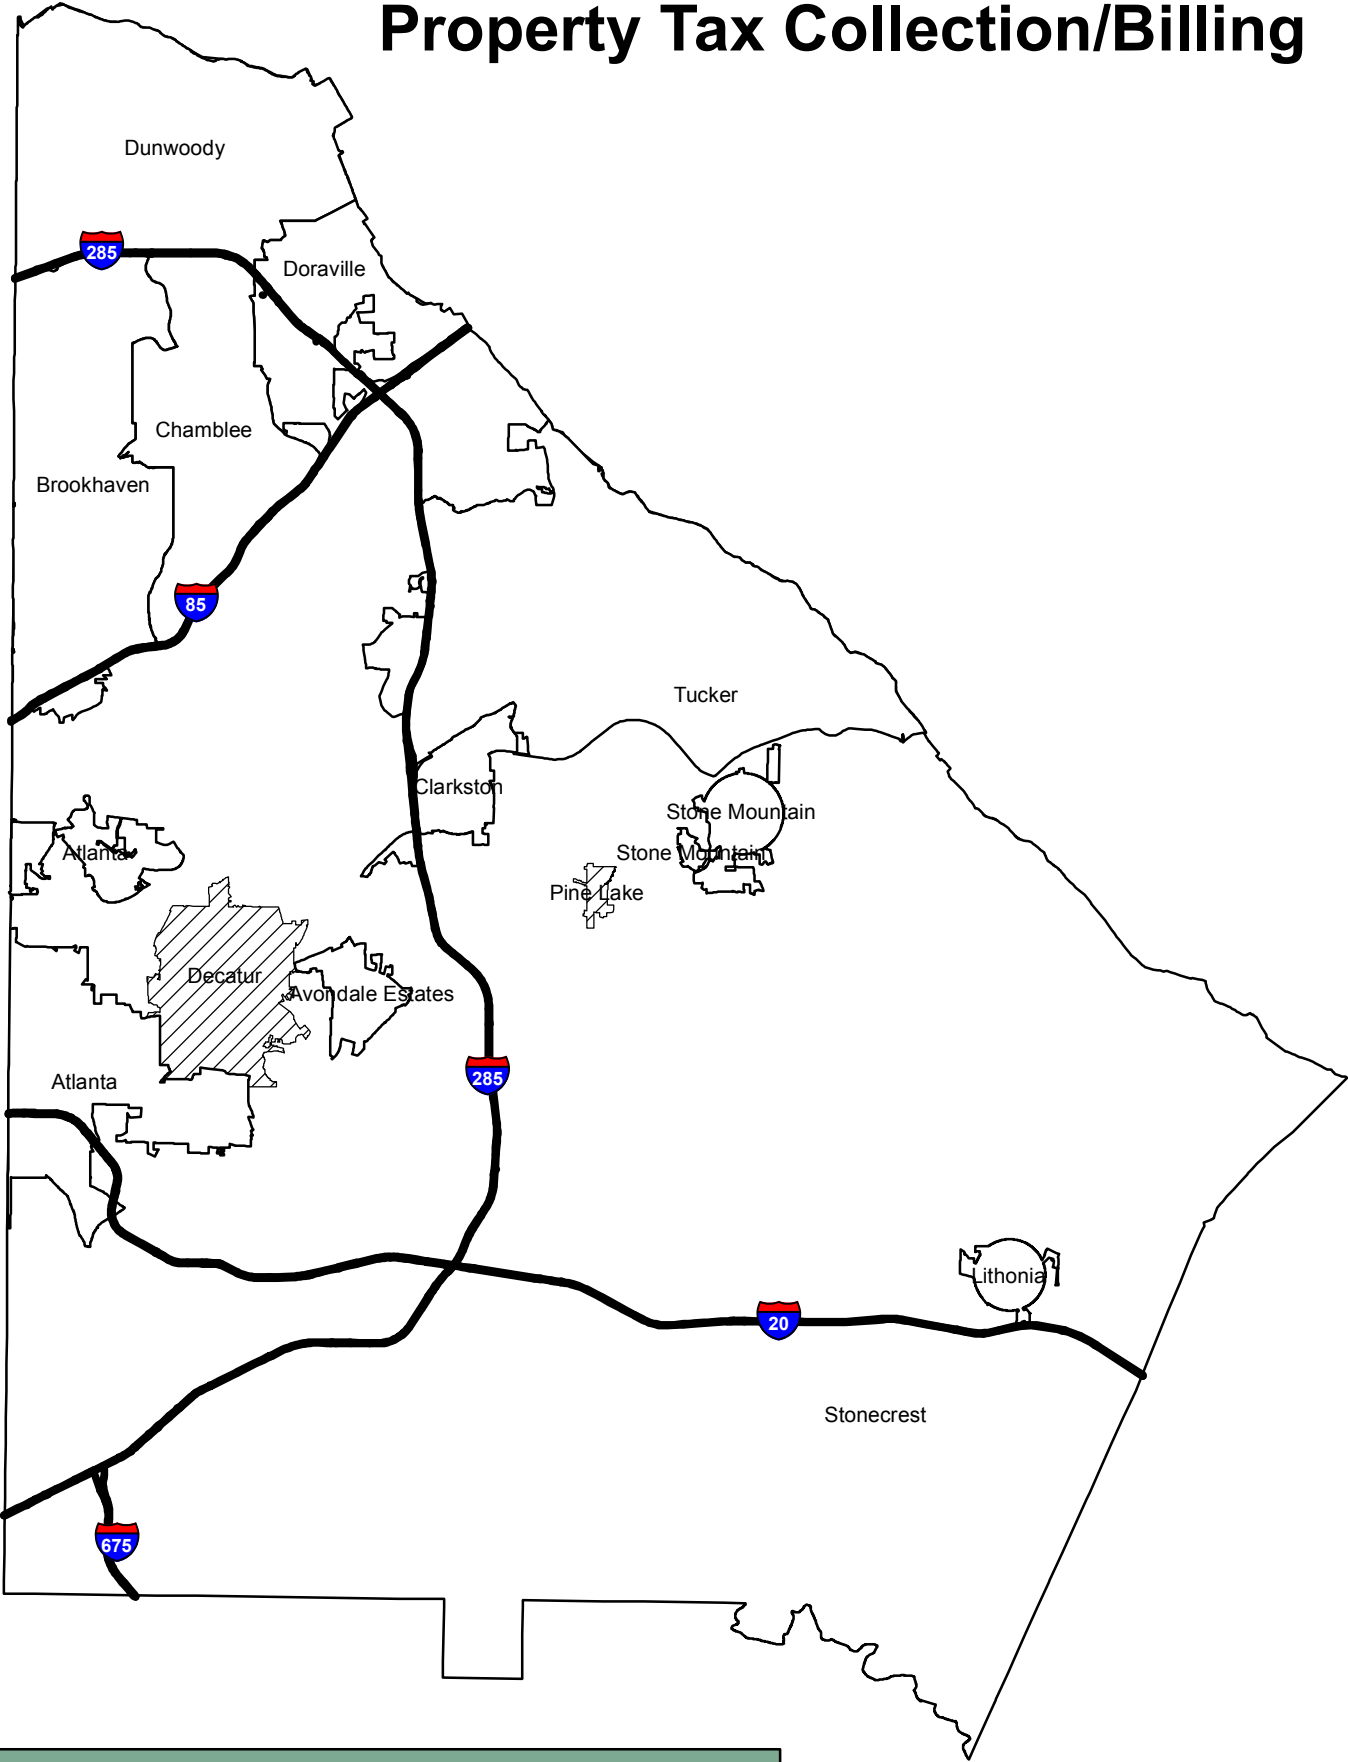 Property Tax Collection/Billing
Dunwoody
285
Doraville
Chamblee
Brookhaven
85
Tucker
Clarkston
Stone Mountain
Atlanta
Stone Mountain
Pine Lake
Decatur
Avondale Estates
Atlanta
285
Lithonia
20
Stonecrest
675